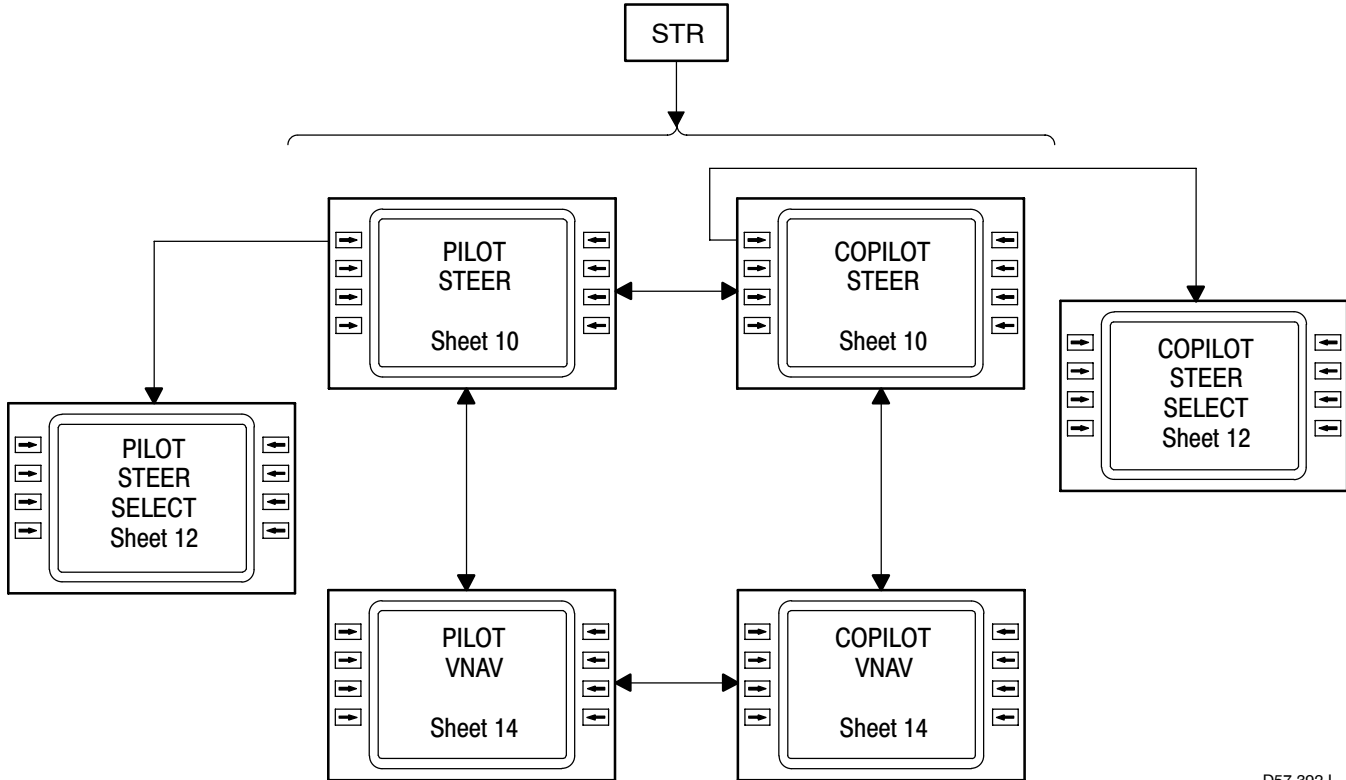 STR
PILOT
STEER
Sheet 10
COPILOT
STEER
Sheet 10
PILOT
STEER
SELECT
Sheet 12
COPILOT
STEER
SELECT
Sheet 12
PILOT
VNAV
Sheet 14
COPILOT
VNAV
Sheet 14